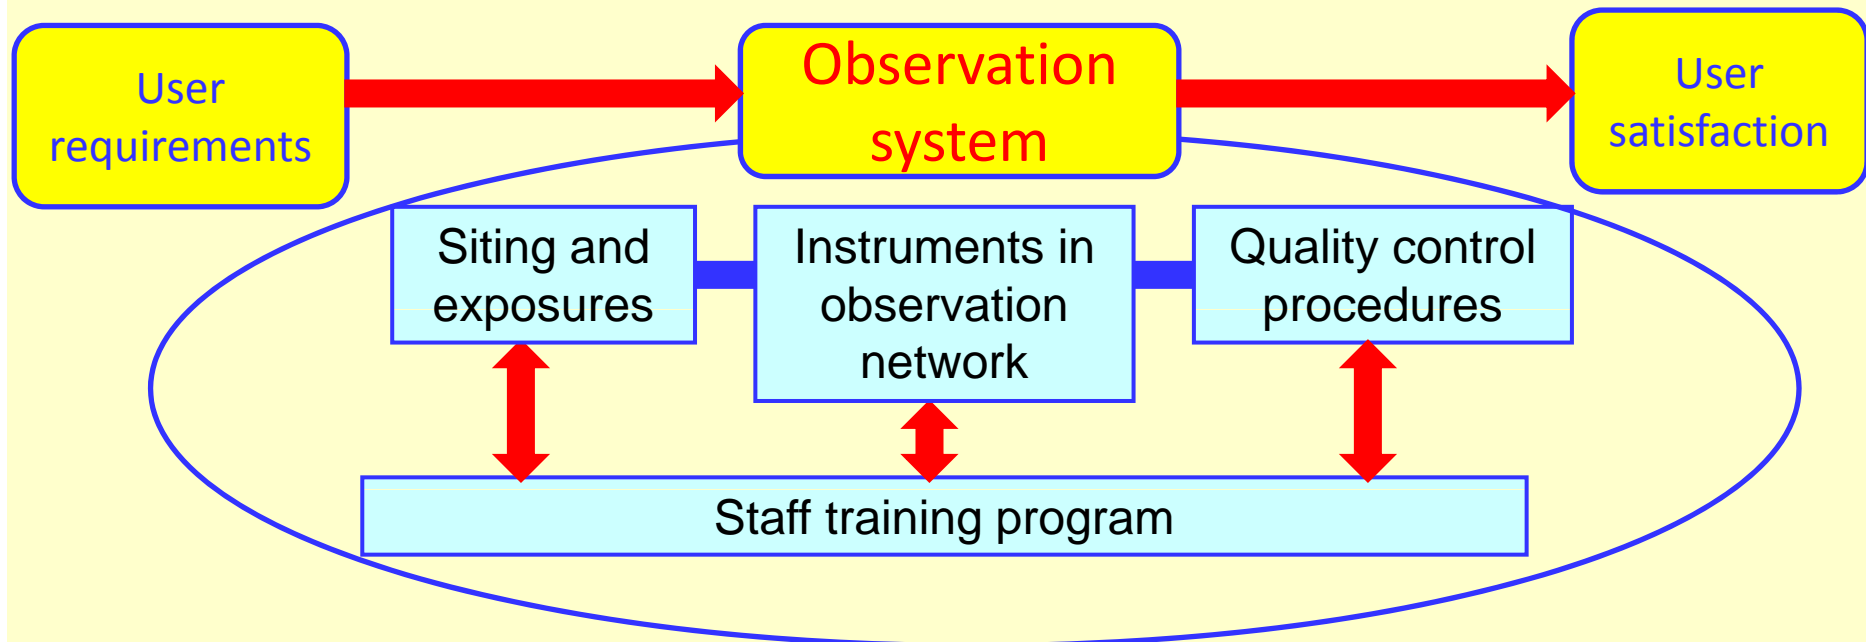 User
requirements
Observation
system
User
satisfaction
Siting and
exposures
Instruments in
observation
network
Quality control
procedures
Staff training program